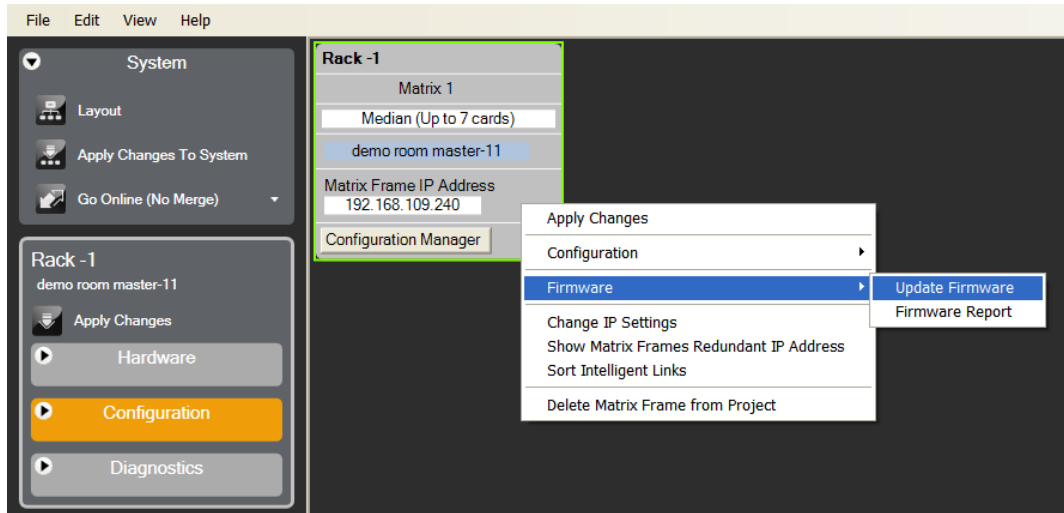 File Edit View Help
System
Layout
Apply Changes To System
Go Online (No Merge)
Rack -1
demo room master-11
Apply Changes
Hardware
Configuration
Diagnostics
Rack -1
Matrix 1
Median (Up to 7 cards)
demo room master-11
Matrix Frame IP Address
192.168.109.240
Configuration Manager
Apply Changes
Configuration
Firmware
Change IP Settings
Show Matrix Frames Redundant IP Address
Sort Intelligent Links
Delete Matrix Frame from Project
Update Firmware
Firmware Report